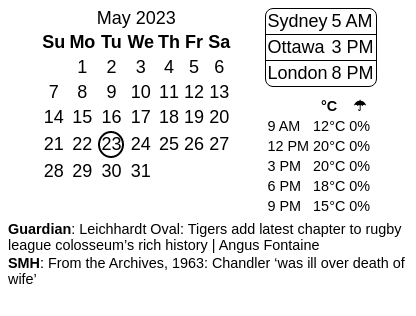 May 2023
Su Mo Tu We Th Fr Sa
1 2 3 4 5 6
7 8 9 10 11 12 13
14 15 16 17 18 19 20
21 22 23 24 25 26 27
28 29 30 31
Sydney 5 AM
Ottawa 3 PM
London 8 PM
°C ☂
9 AM 12°C 0%
12 PM 20°C 0%
3 PM 20°C 0%
6 PM 18°C 0%
9 PM 15°C 0%
Guardian: Leichhardt Oval: Tigers add latest chapter to rugby
league colosseum’s rich history | Angus Fontaine
SMH: From the Archives, 1963: Chandler ‘was ill over death of
wife’